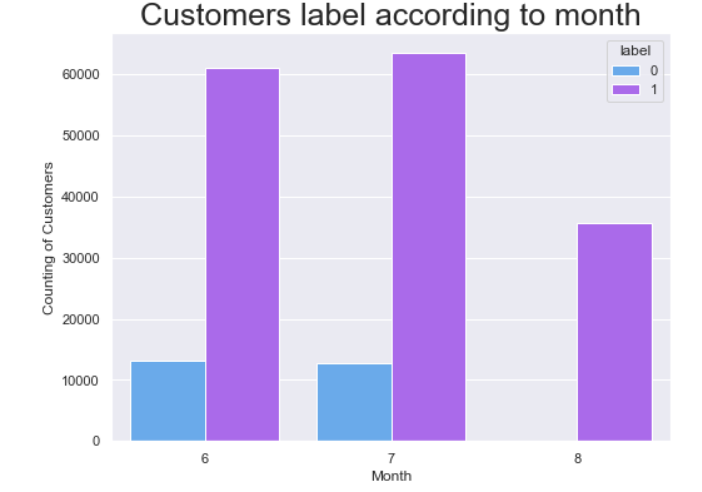 Customers label according to month
label
0
1
60000
50000
40000
30000
20000
10000
0
Counting of Customers
6 7 8
Month